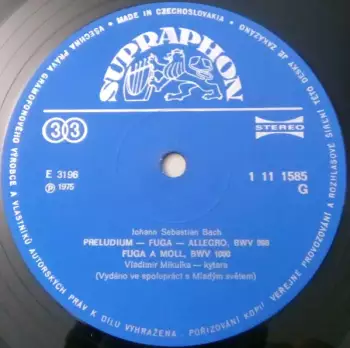 VŠECHNA PRÁVA GRAMOFONOVÉHO VÝROBCE A VLASTNÍKŮ AUTORSKÝCH PRÁV K DÍLU VYHRAŽENA. POŘIZOVÁNÍ KOPIÍ, VEŘEJNÉ PROVOZOVÁNÍ A ROZHLASOVÉ ŠÍŘENÍ TÉTO DESKY JE ZAKÁZÁNO • MADE IN CZECHOSLOVAKIA •
SUPRAPHON
33
STEREO
E 3196
1 11 1585
℗ 1975
G
Johann Sebastian Bach
PRELUDIUM — FUGA — ALLEGRO, BWV 998
FUGA A MOLL, BWV 1000
Vladimír Mikulka — kytara
(Vydáno ve spolupráci s Mladým světem)